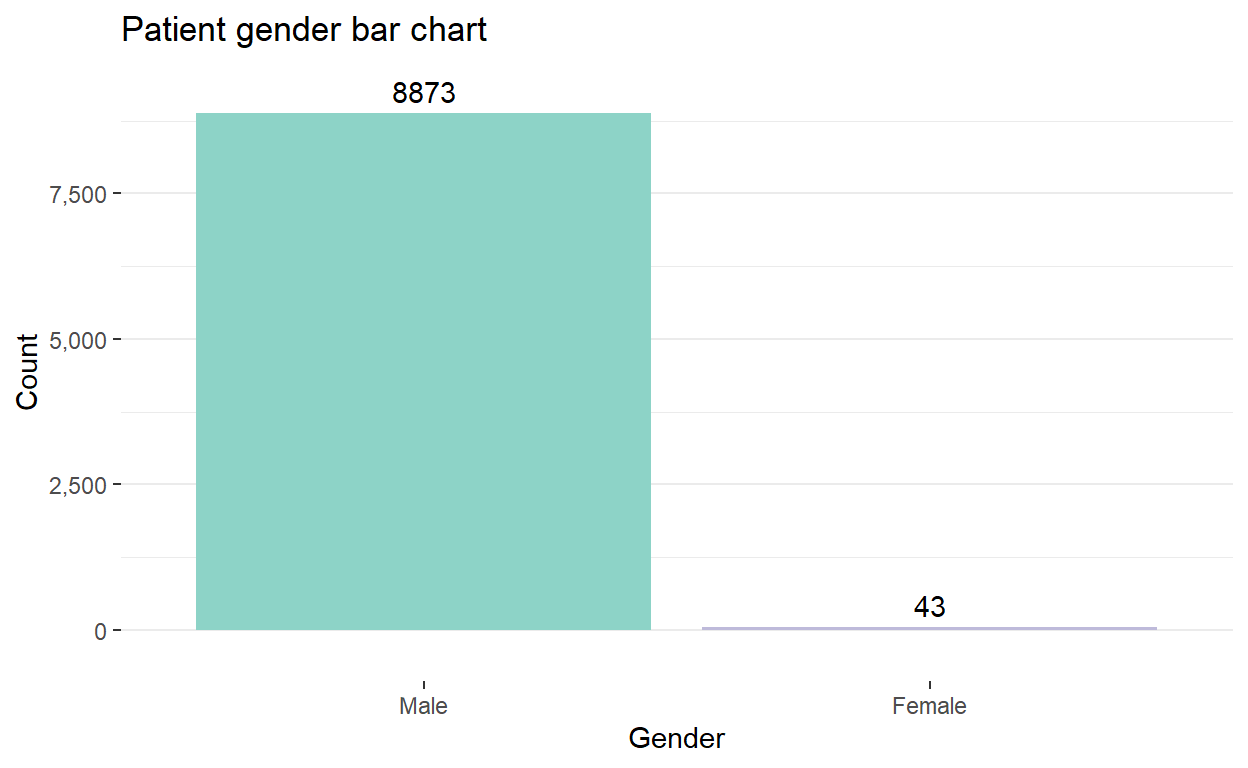 Patient gender bar chart
8873
7,500
5,000
2,500
0
43
Count
Male
Female
Gender